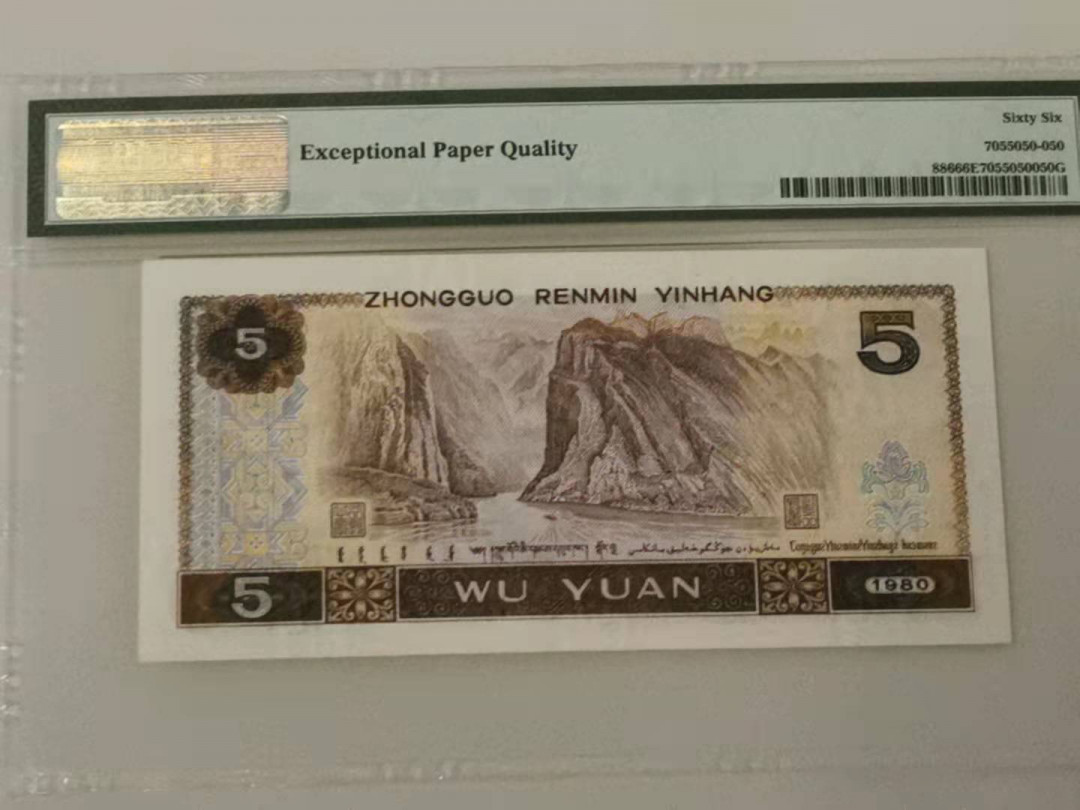 Sixty Six
Exceptional Paper Quality
7055050-050
88666E7055050050G
ZHONGGUO RENMIN YINHANG
5
5
5
WU YUAN
1980